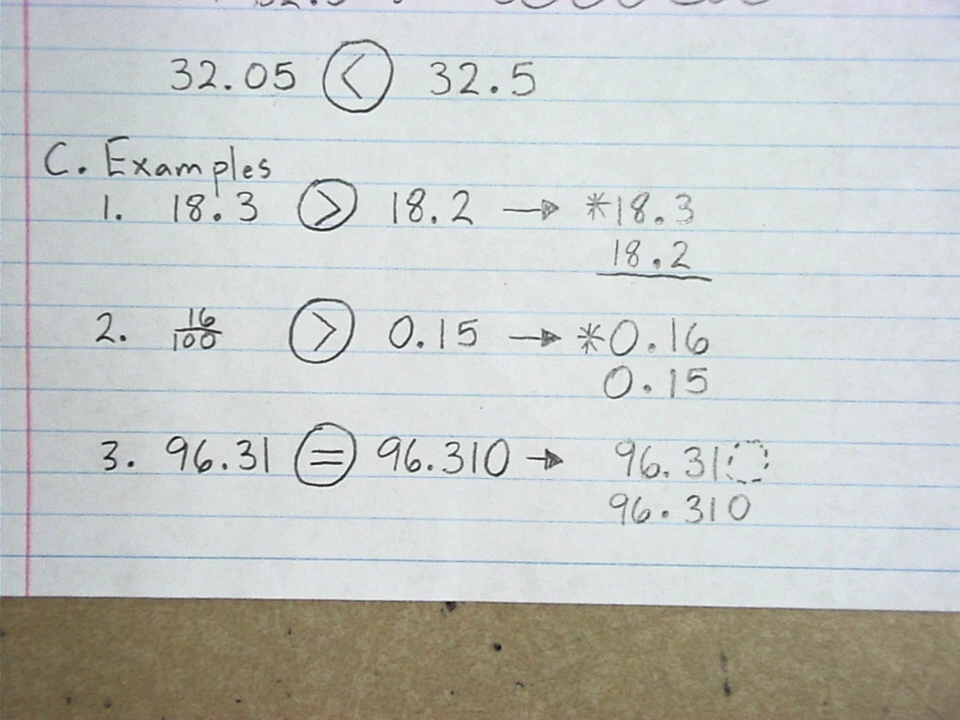 32.05 < 32.5
C. Examples
1. 18.3 > 18.2 → *18.3
18.2
2. 16/100 > 0.15 → *0.16
0.15
3. 96.31 = 96.310 → 96.310
96.310